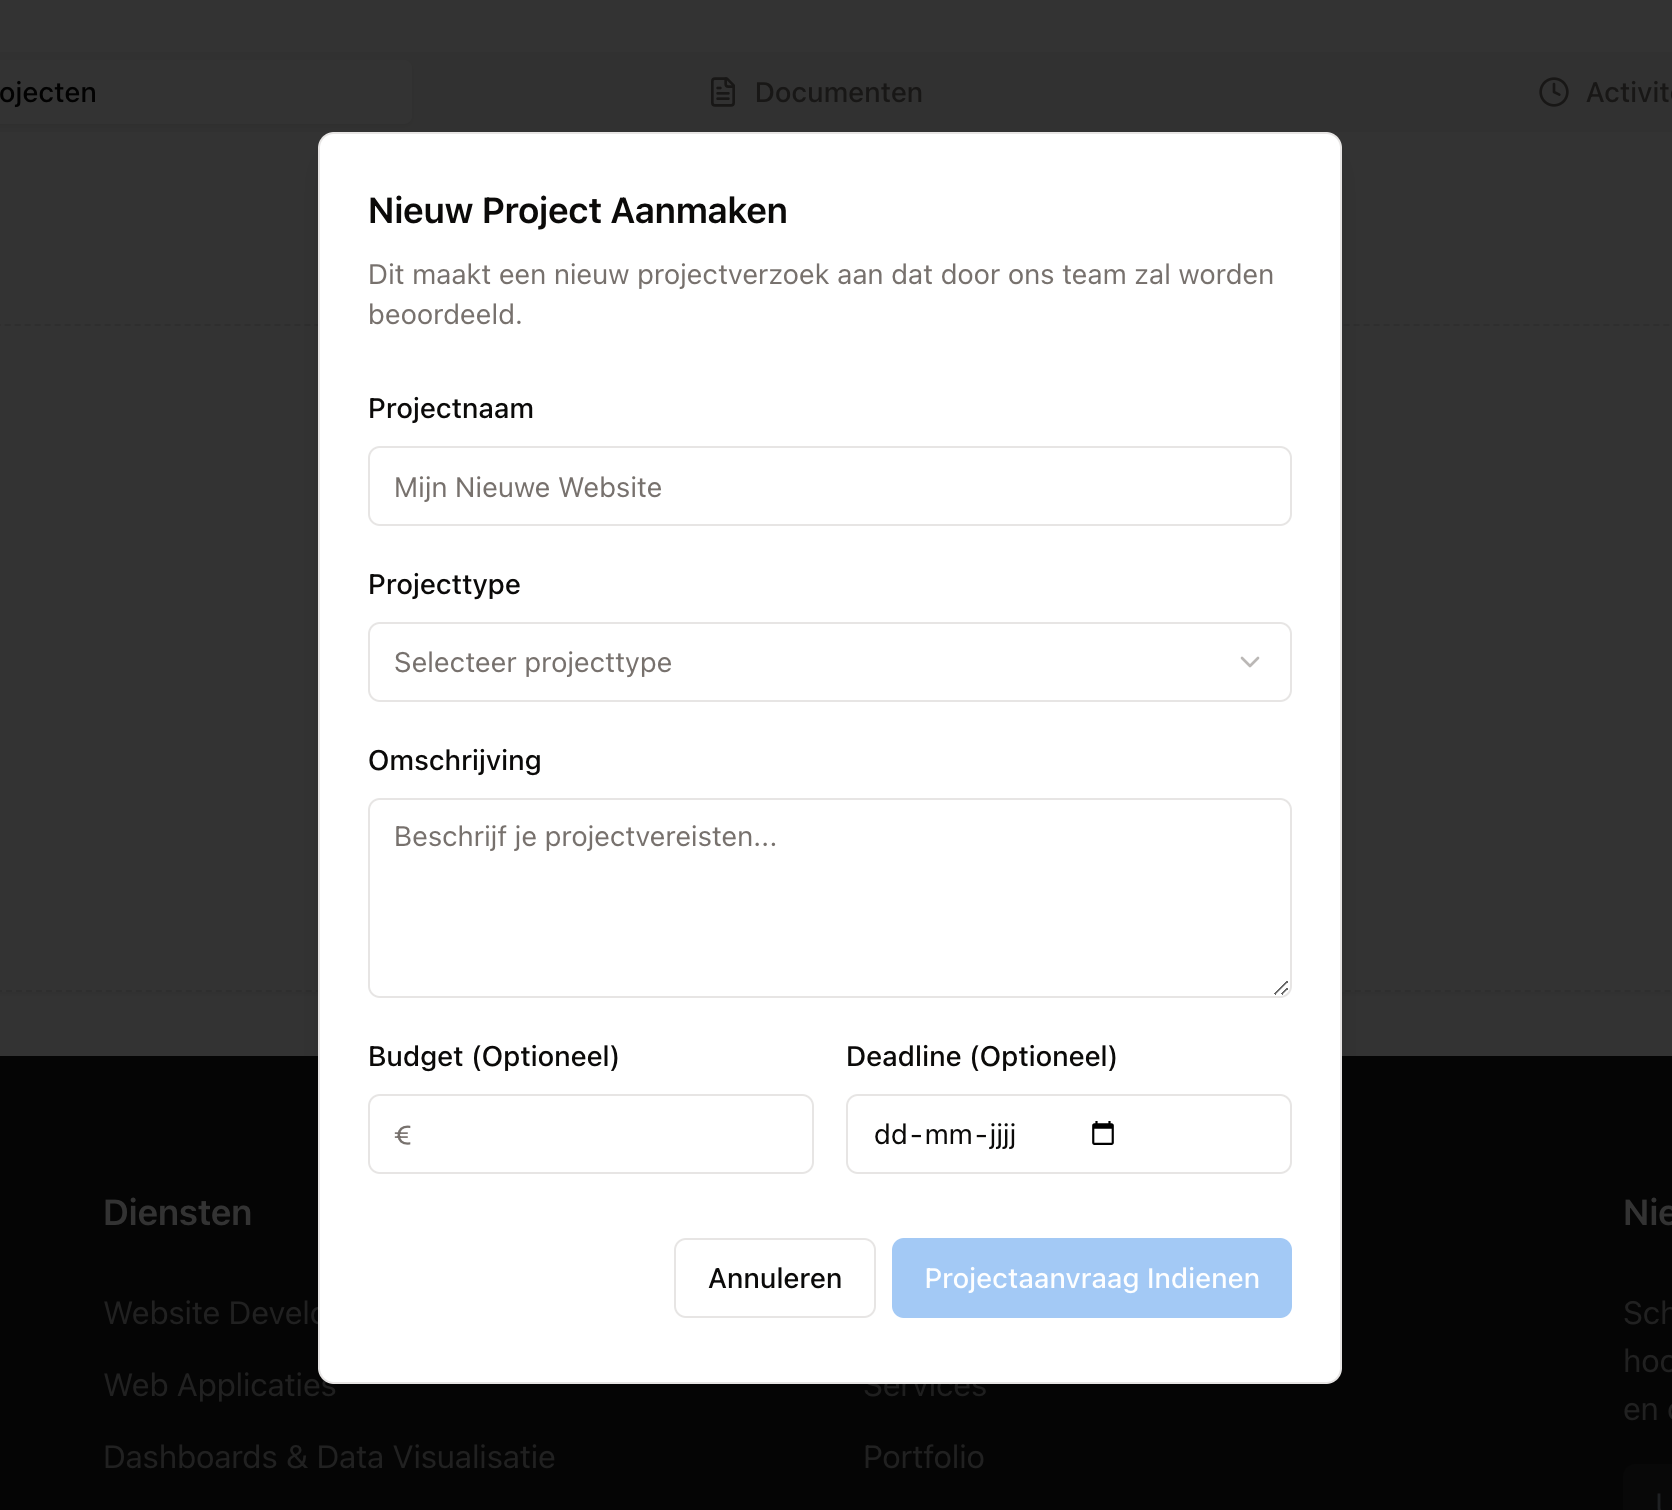 ojecten
Documenten
Activit
Nieuw Project Aanmaken
Dit maakt een nieuw projectverzoek aan dat door ons team zal worden
beoordeeld.
Projectnaam
Mijn Nieuwe Website
Projecttype
Selecteer projecttype
Omschrijving
Beschrijf je projectvereisten...
Budget (Optioneel)
Deadline (Optioneel)
€
dd-mm-jjjj
Annuleren
Projectaanvraag Indienen
Diensten
Website Develo
Web Applicaties
Dashboards & Data Visualisatie
Services
Portfolio
Nie
Sch
hoo
en